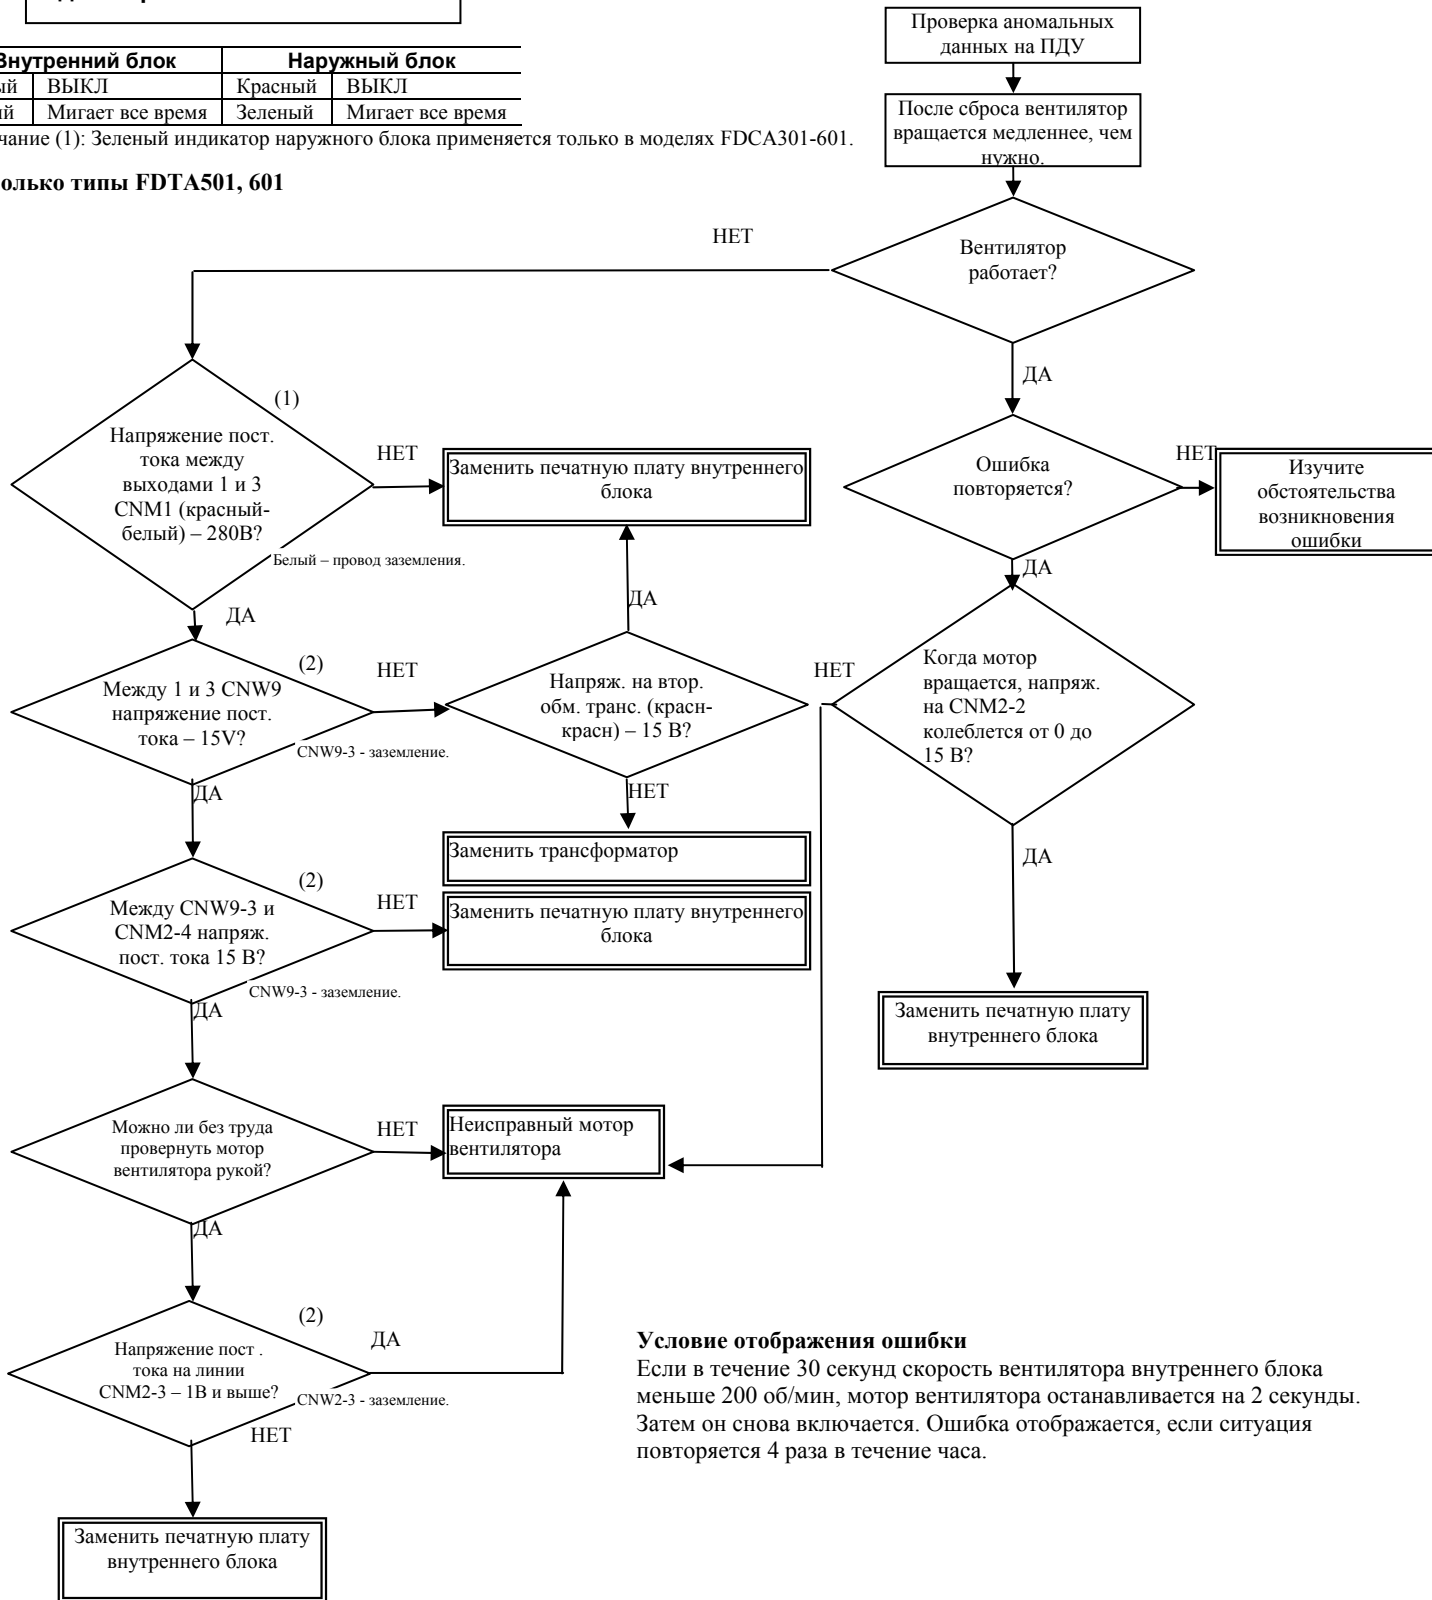 Внутренний блок Наружный блок
ый ВЫКЛ Красный ВЫКЛ
ый Мигает все время Зеленый Мигает все время
чание (1): Зеленый индикатор наружного блока применяется только в моделях FDCA301-601.
олько типы FDTA501, 601
Проверка аномальных
данных на ПДУ
После сброса вентилятор
вращается медленнее, чем
нужно.
НЕТ
Вентилятор
работает?
ДА
(1)
Напряжение пост.
тока между
выходами 1 и 3
CNM1 (красный-
белый) – 280В?
Белый – провод заземления.
НЕТ
Заменить печатную плату внутреннего
блока
Ошибка
повторяется?
НЕТ
Изучите
обстоятельства
возникновения
ошибки
ДА
ДА
ДА
(2)
Между 1 и 3 CNW9
напряжение пост.
тока – 15V?
CNW9-3 - заземление.
НЕТ
Напряж. на втор.
обм. транс. (красн-
красн) – 15 В?
НЕТ
Когда мотор
вращается, напряж.
на CNM2-2
колеблется от 0 до
15 В?
ДА
НЕТ
Заменить трансформатор
ДА
(2)
Между CNW9-3 и
CNM2-4 напряж.
пост. тока 15 В?
CNW9-3 - заземление.
НЕТ
Заменить печатную плату внутреннего
блока
Заменить печатную плату
внутреннего блока
ДА
Можно ли без труда
провернуть мотор
вентилятора рукой?
НЕТ
Неисправный мотор
вентилятора
ДА
(2)
Напряжение пост .
тока на линии
CNM2-3 – 1В и выше?
CNW2-3 - заземление.
ДА
НЕТ
Условие отображения ошибки
Если в течение 30 секунд скорость вентилятора внутреннего блока
меньше 200 об/мин, мотор вентилятора останавливается на 2 секунды.
Затем он снова включается. Ошибка отображается, если ситуация
повторяется 4 раза в течение часа.
Заменить печатную плату
внутреннего блока